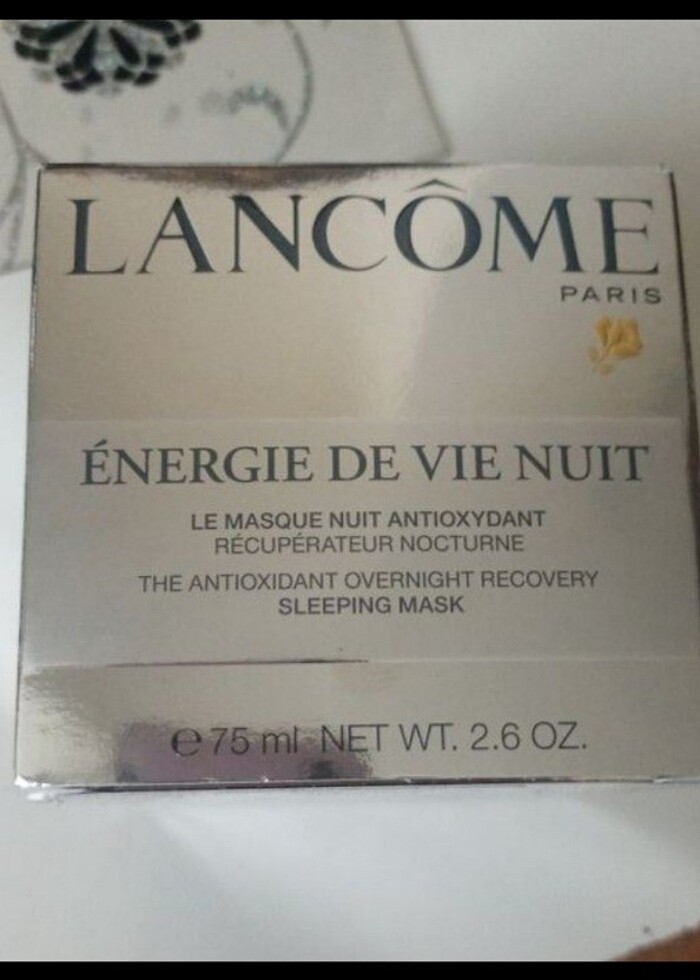 LANCÔME
PARIS
ÉNERGIE DE VIE NUIT
LE MASQUE NUIT ANTIOXYDANT
RÉCUPÉRATEUR NOCTURNE
THE ANTIOXIDANT OVERNIGHT RECOVERY
SLEEPING MASK
℮ 75 ml NET WT. 2.6 OZ.